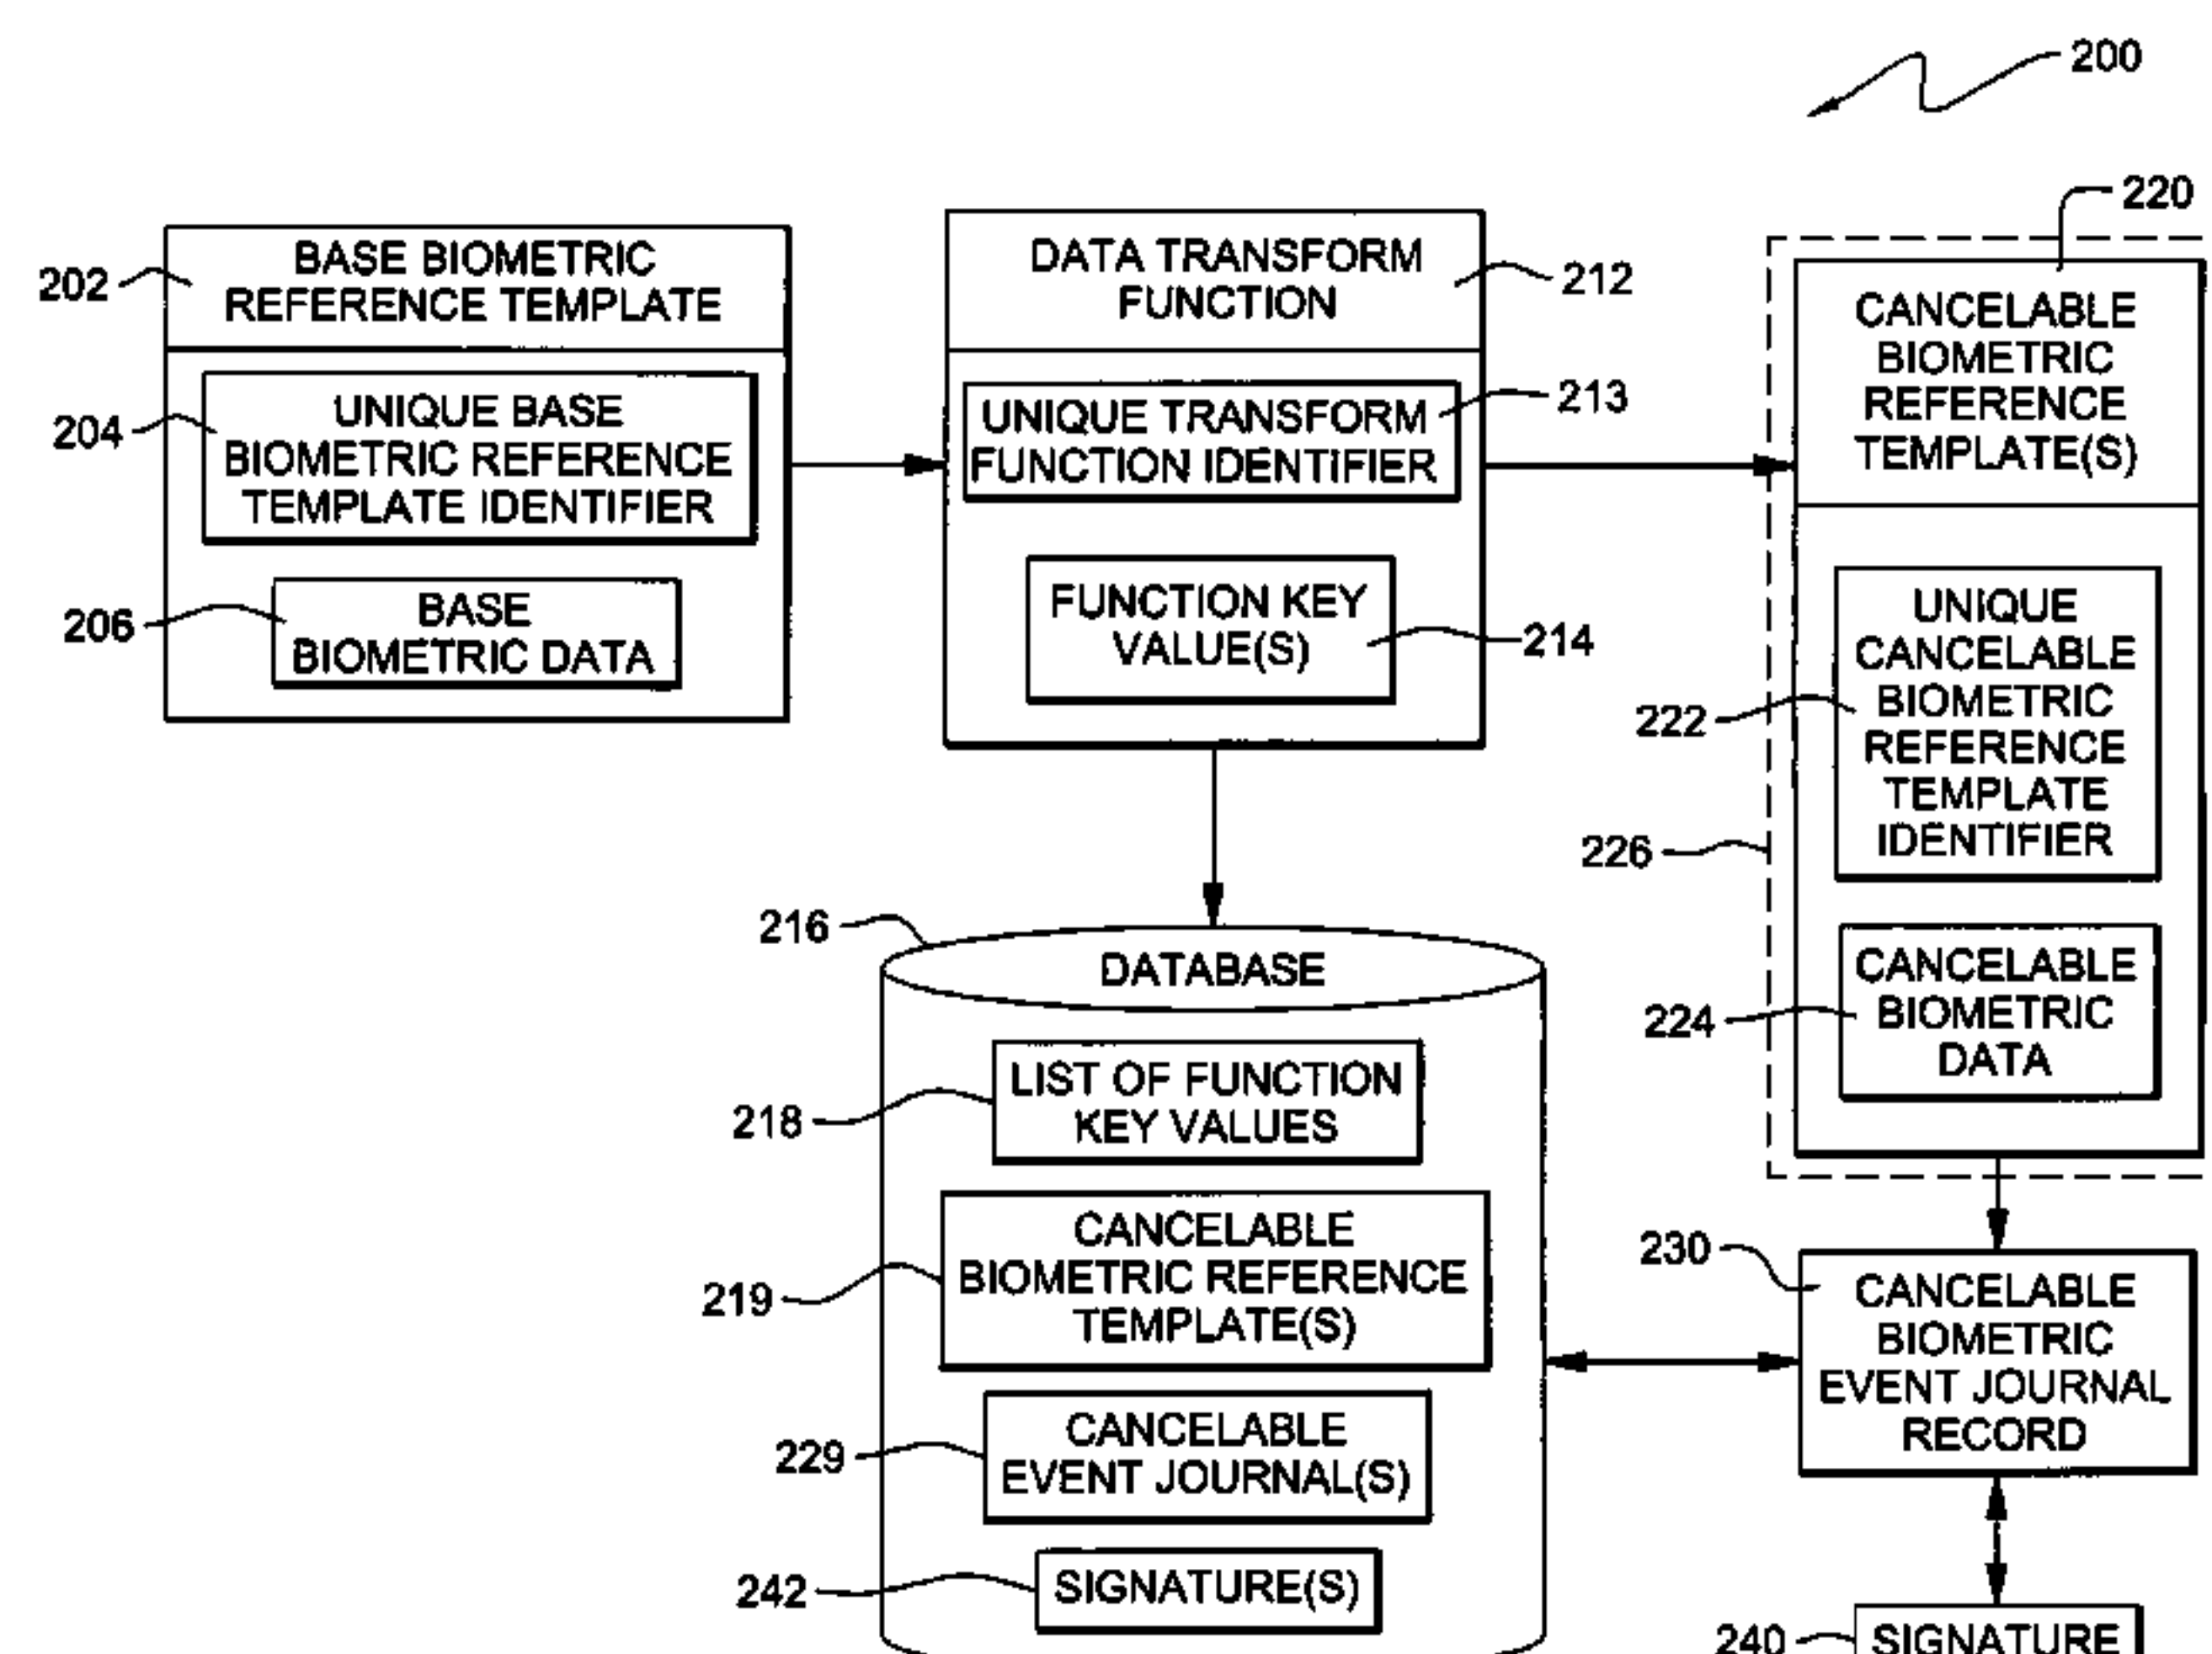 200
202
BASE BIOMETRIC
REFERENCE TEMPLATE
204
UNIQUE BASE
BIOMETRIC REFERENCE
TEMPLATE IDENTIFIER
206
BASE
BIOMETRIC DATA
DATA TRANSFORM
FUNCTION
212
UNIQUE TRANSFORM
FUNCTION IDENTIFIER
213
FUNCTION KEY
VALUE(S)
214
220
CANCELABLE
BIOMETRIC
REFERENCE
TEMPLATE(S)
222
UNIQUE
CANCELABLE
BIOMETRIC
REFERENCE
TEMPLATE
IDENTIFIER
226
224
CANCELABLE
BIOMETRIC
DATA
216
DATABASE
218
LIST OF FUNCTION
KEY VALUES
219
CANCELABLE
BIOMETRIC REFERENCE
TEMPLATE(S)
229
CANCELABLE
EVENT JOURNAL(S)
242
SIGNATURE(S)
230
CANCELABLE
BIOMETRIC
EVENT JOURNAL
RECORD
240
SIGNATURE